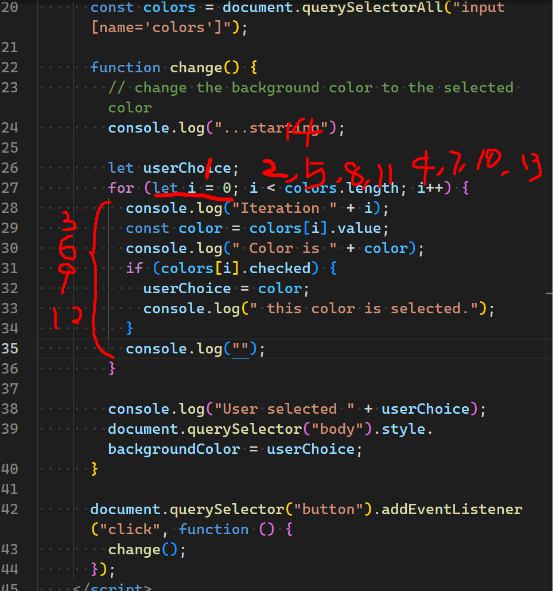 20 const colors = document.querySelectorAll("input
[name='colors']");
21
22 function change() {
23 // change the background color to the selected
color
24 console.log("...starting");
14
25
26 let userChoice;
1 2, 5, 8, 11 4, 7, 10, 13
27 for (let i = 0; i < colors.length; i++) {
28 console.log("Iteration " + i);
3
29 const color = colors[i].value;
30 console.log(" Color is " + color);
6
31 if (colors[i].checked) {
9
32 userChoice = color;
33 console.log(" this color is selected.");
12
34 }
35 console.log("");
36 }
37
38 console.log("User selected " + userChoice);
39 document.querySelector("body").style.
backgroundColor = userChoice;
40 }
41
42 document.querySelector("button").addEventListener
("click", function () {
43 change();
44 });
45 </script>